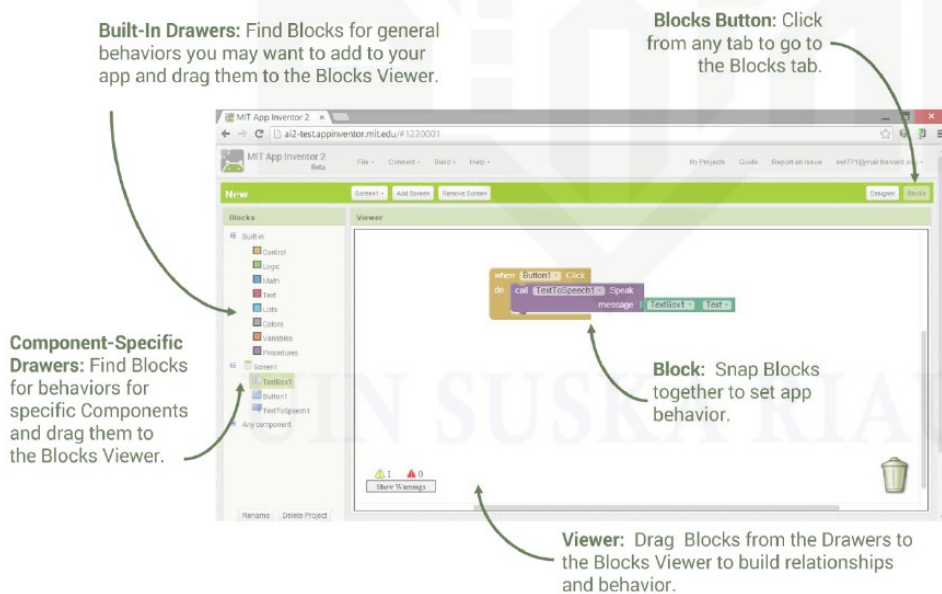 Built-In Drawers: Find Blocks for general
behaviors you may want to add to your
app and drag them to the Blocks Viewer.
Blocks Button: Click
from any tab to go to
the Blocks tab.
MIT App Inventor 2
ai2-test.appinventor.mit.edu/#1220001
MIT App Inventor 2
Beta
File Connect Build Help
My Projects Guide Report an Issue
New
Screen1 Add Screen Remove Screen
Designer Blocks
Blocks
Viewer
Built-in
Control
Logic
Math
Text
Lists
Colors
Variables
Procedures
Screen1
TextBox1
Button1
TextToSpeech1
Any component
when Button1 .Click
do call TextToSpeech1 .Speak
message TextBox1 . Text
Component-Specific
Drawers: Find Blocks
for behaviors for
specific Components
and drag them to
the Blocks Viewer.
Block: Snap Blocks
together to set app
behavior.
UIN SUSKA RIAU
1 0
Show Warnings
Rename Delete Project
Viewer: Drag Blocks from the Drawers to
the Blocks Viewer to build relationships
and behavior.